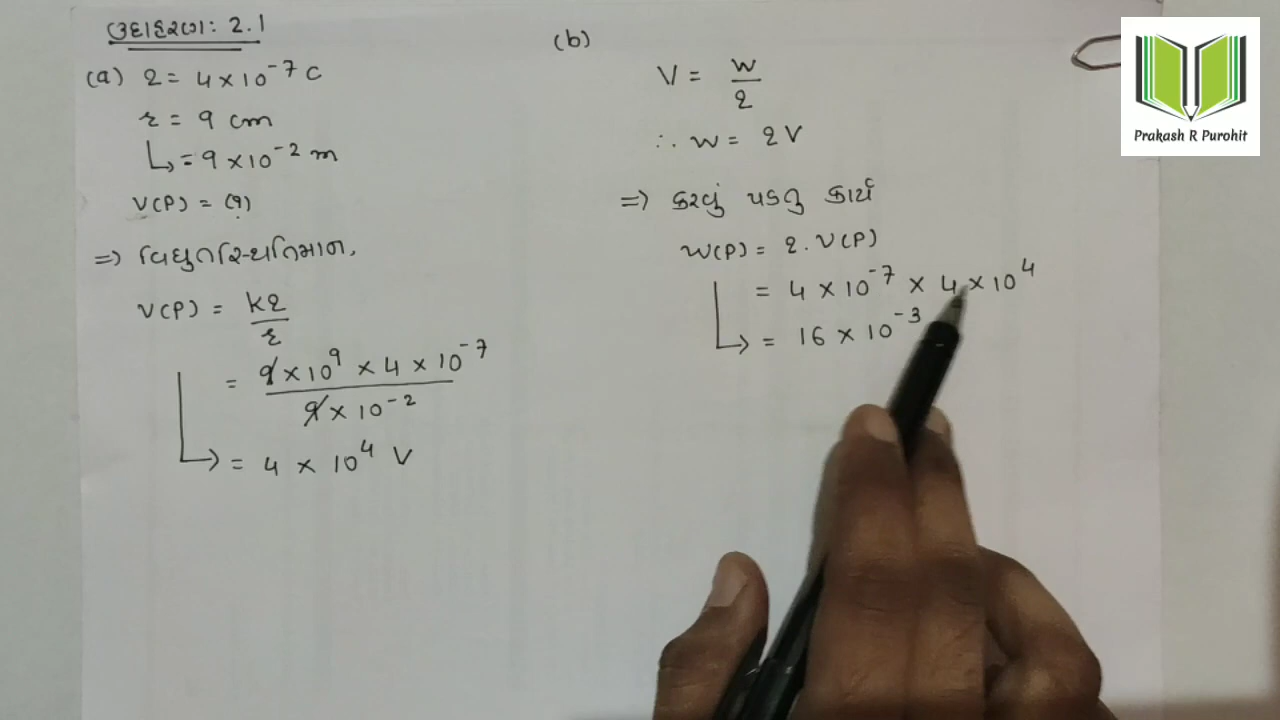 ઉદાહરણ: 2.1
(a) q = 4 × 10⁻⁷ C
r = 9 cm
↳ = 9 × 10⁻² m
V(P) = (?)
⇒ વિદ્યુતસ્થિતિમાન,
V(P) = kq / r
= 9 × 10⁹ × 4 × 10⁻⁷ / 9 × 10⁻²
↳ = 4 × 10⁴ V
(b)
V = W / q
∴ W = qV
⇒ કરવું પડતું કાર્ય
W(P) = q · V(P)
= 4 × 10⁻⁷ × 4 × 10⁴
↳ = 16 × 10⁻³
Prakash R Purohit